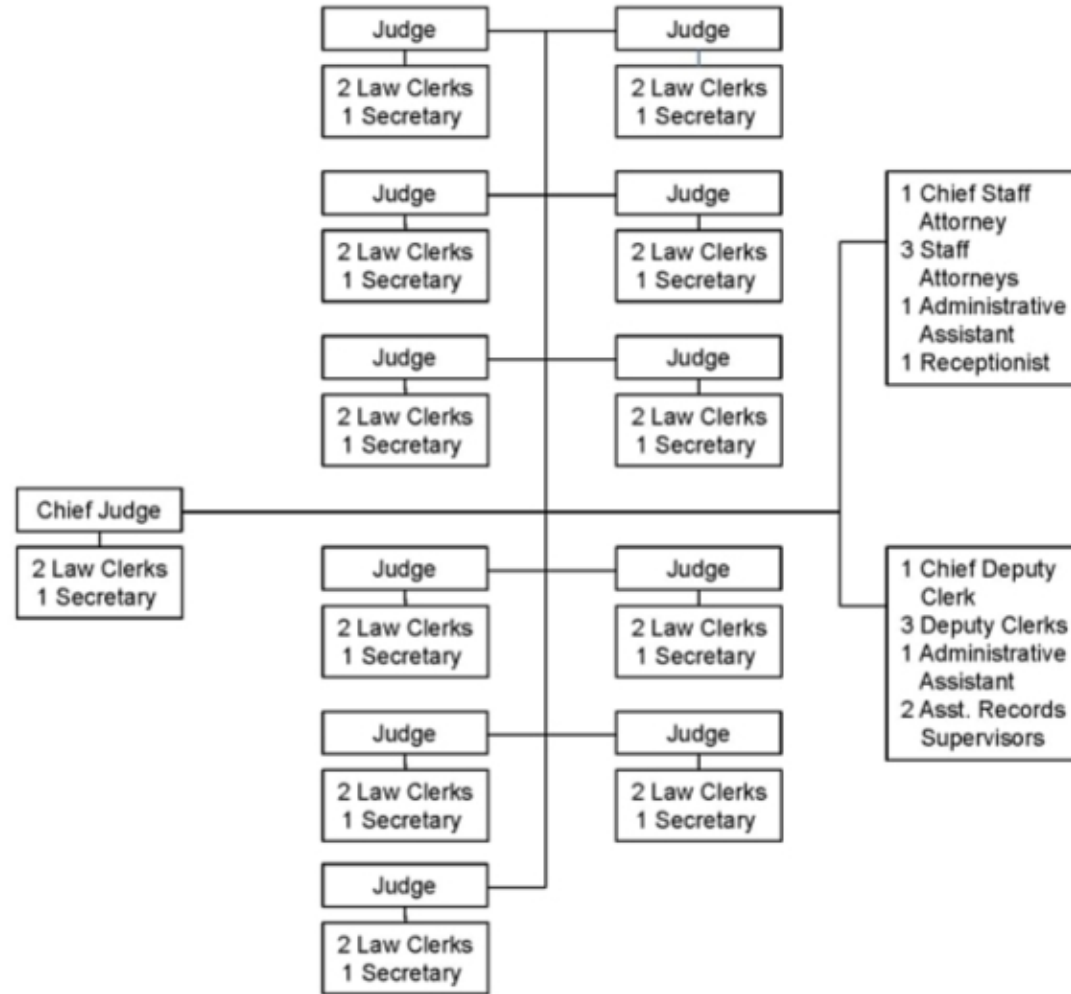 Judge
Judge
2 Law Clerks
1 Secretary
2 Law Clerks
1 Secretary
Judge
Judge
2 Law Clerks
1 Secretary
2 Law Clerks
1 Secretary
1 Chief Staff
Attorney
3 Staff
Attorneys
1 Administrative
Assistant
1 Receptionist
Judge
Judge
2 Law Clerks
1 Secretary
2 Law Clerks
1 Secretary
Chief Judge
2 Law Clerks
1 Secretary
Judge
Judge
2 Law Clerks
1 Secretary
2 Law Clerks
1 Secretary
1 Chief Deputy
Clerk
3 Deputy Clerks
1 Administrative
Assistant
2 Asst. Records
Supervisors
Judge
Judge
2 Law Clerks
1 Secretary
2 Law Clerks
1 Secretary
Judge
2 Law Clerks
1 Secretary